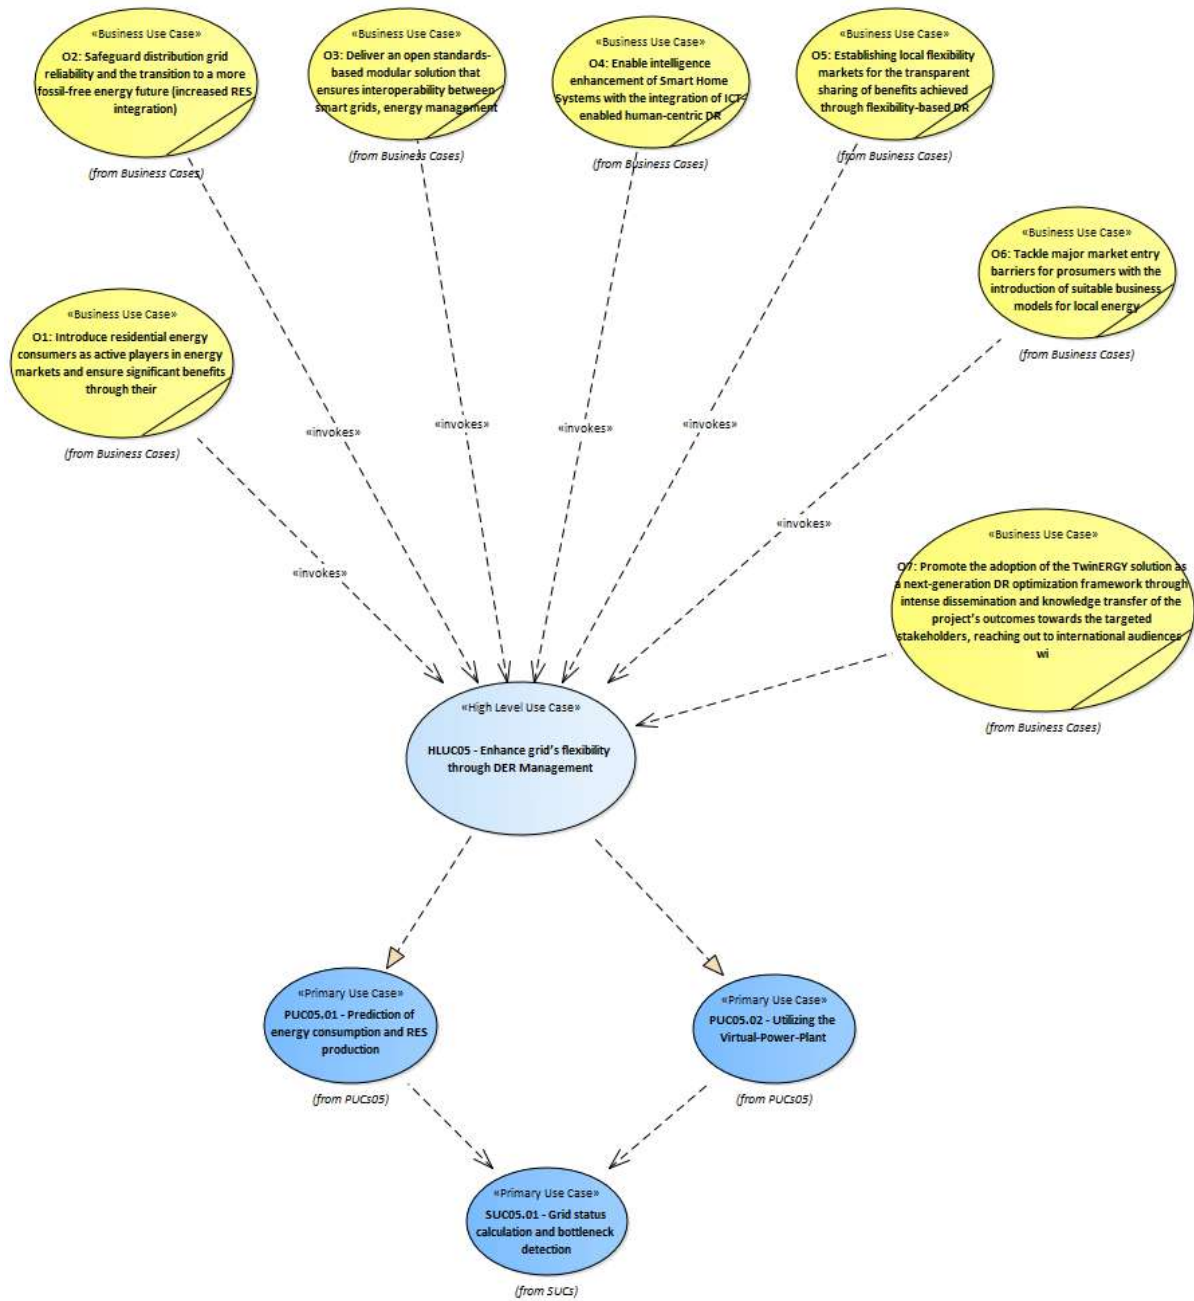 «Business Use Case»
O2: Safeguard distribution grid
reliability and the transition to a more
fossil-free energy future (increased RES
integration)
(from Business Cases)
«Business Use Case»
O3: Deliver an open standards-
based modular solution that
ensures interoperability between
smart grids, energy management
(from Business Cases)
«Business Use Case»
O4: Enable intelligence
enhancement of Smart Home
Systems with the integration of ICT-
enabled human-centric DR
(from Business Cases)
«Business Use Case»
O5: Establishing local flexibility
markets for the transparent
sharing of benefits achieved
through flexibility-based DR
(from Business Cases)
«Business Use Case»
O6: Tackle major market entry
barriers for prosumers with the
introduction of suitable business
models for local energy
(from Business Cases)
«Business Use Case»
O1: Introduce residential energy
consumers as active players in energy
markets and ensure significant benefits
through their
(from Business Cases)
«invokes»
«invokes»
«invokes»
«invokes»
«invokes»
«invokes»
«Business Use Case»
O7: Promote the adoption of the TwinERGY solution as
a next-generation DR optimization framework through
intense dissemination and knowledge transfer of the
project's outcomes towards the targeted
stakeholders, reaching out to international audiences
wi
(from Business Cases)
«High Level Use Case»
HLUC05 - Enhance grid's flexibility
through DER Management
«Primary Use Case»
PUC05.01 - Prediction of
energy consumption and RES
production
(from PUCs05)
«Primary Use Case»
PUC05.02 - Utilizing the
Virtual-Power-Plant
(from PUCs05)
«Primary Use Case»
SUC05.01 - Grid status
calculation and bottleneck
detection
(from SUCs)